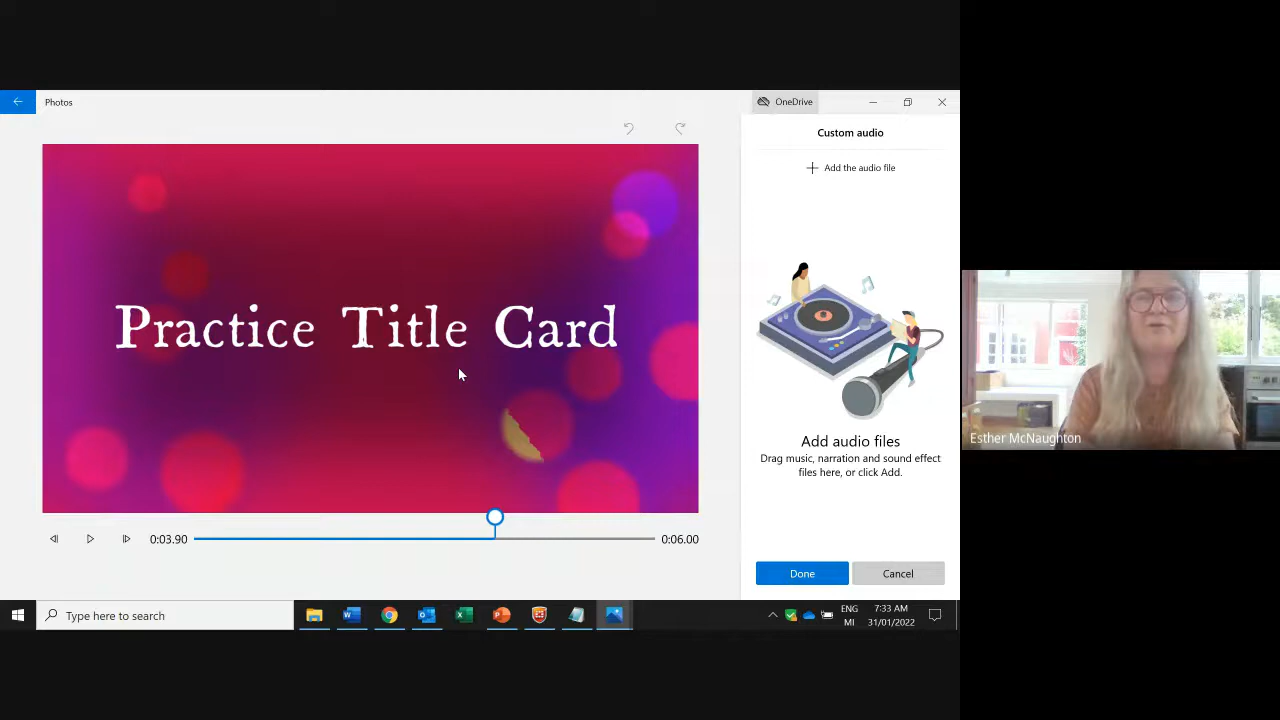 Photos
OneDrive
Custom audio
Add the audio file
Practice Title Card
Add audio files
Drag music, narration and sound effect
files here, or click Add.
0:03.90
0:06.00
Done
Cancel
Esther McNaughton
Type here to search
ENG
MI
7:33 AM
31/01/2022